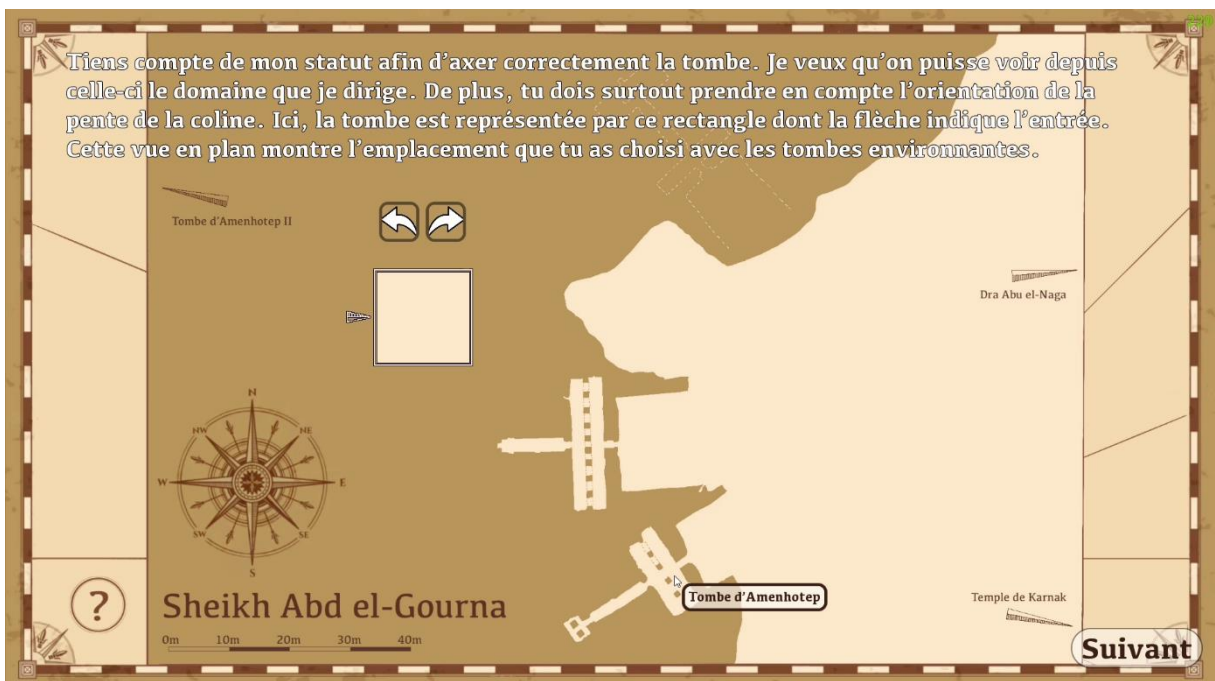 Tiens compte de mon statut afin d'axer correctement la tombe. Je veux qu'on puisse voir depuis
celle-ci le domaine que je dirige. De plus, tu dois surtout prendre en compte l'orientation de la
pente de la coline. Ici, la tombe est représentée par ce rectangle dont la flèche indique l'entrée.
Cette vue en plan montre l'emplacement que tu as choisi avec les tombes environnantes.
Tombe d'Amenhotep II
Dra Abu el-Naga
N
NW
NE
W
E
SW
SE
S
Tombe d'Amenhotep
Temple de Karnak
?
Sheikh Abd el-Gourna
0m 10m 20m 30m 40m
Suivant